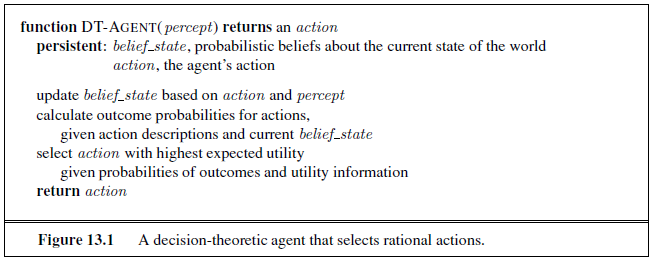 function DT-AGENT( percept) returns an action
persistent: belief_state, probabilistic beliefs about the current state of the world
action, the agent's action
update belief_state based on action and percept
calculate outcome probabilities for actions,
given action descriptions and current belief_state
select action with highest expected utility
given probabilities of outcomes and utility information
return action
Figure 13.1 A decision-theoretic agent that selects rational actions.